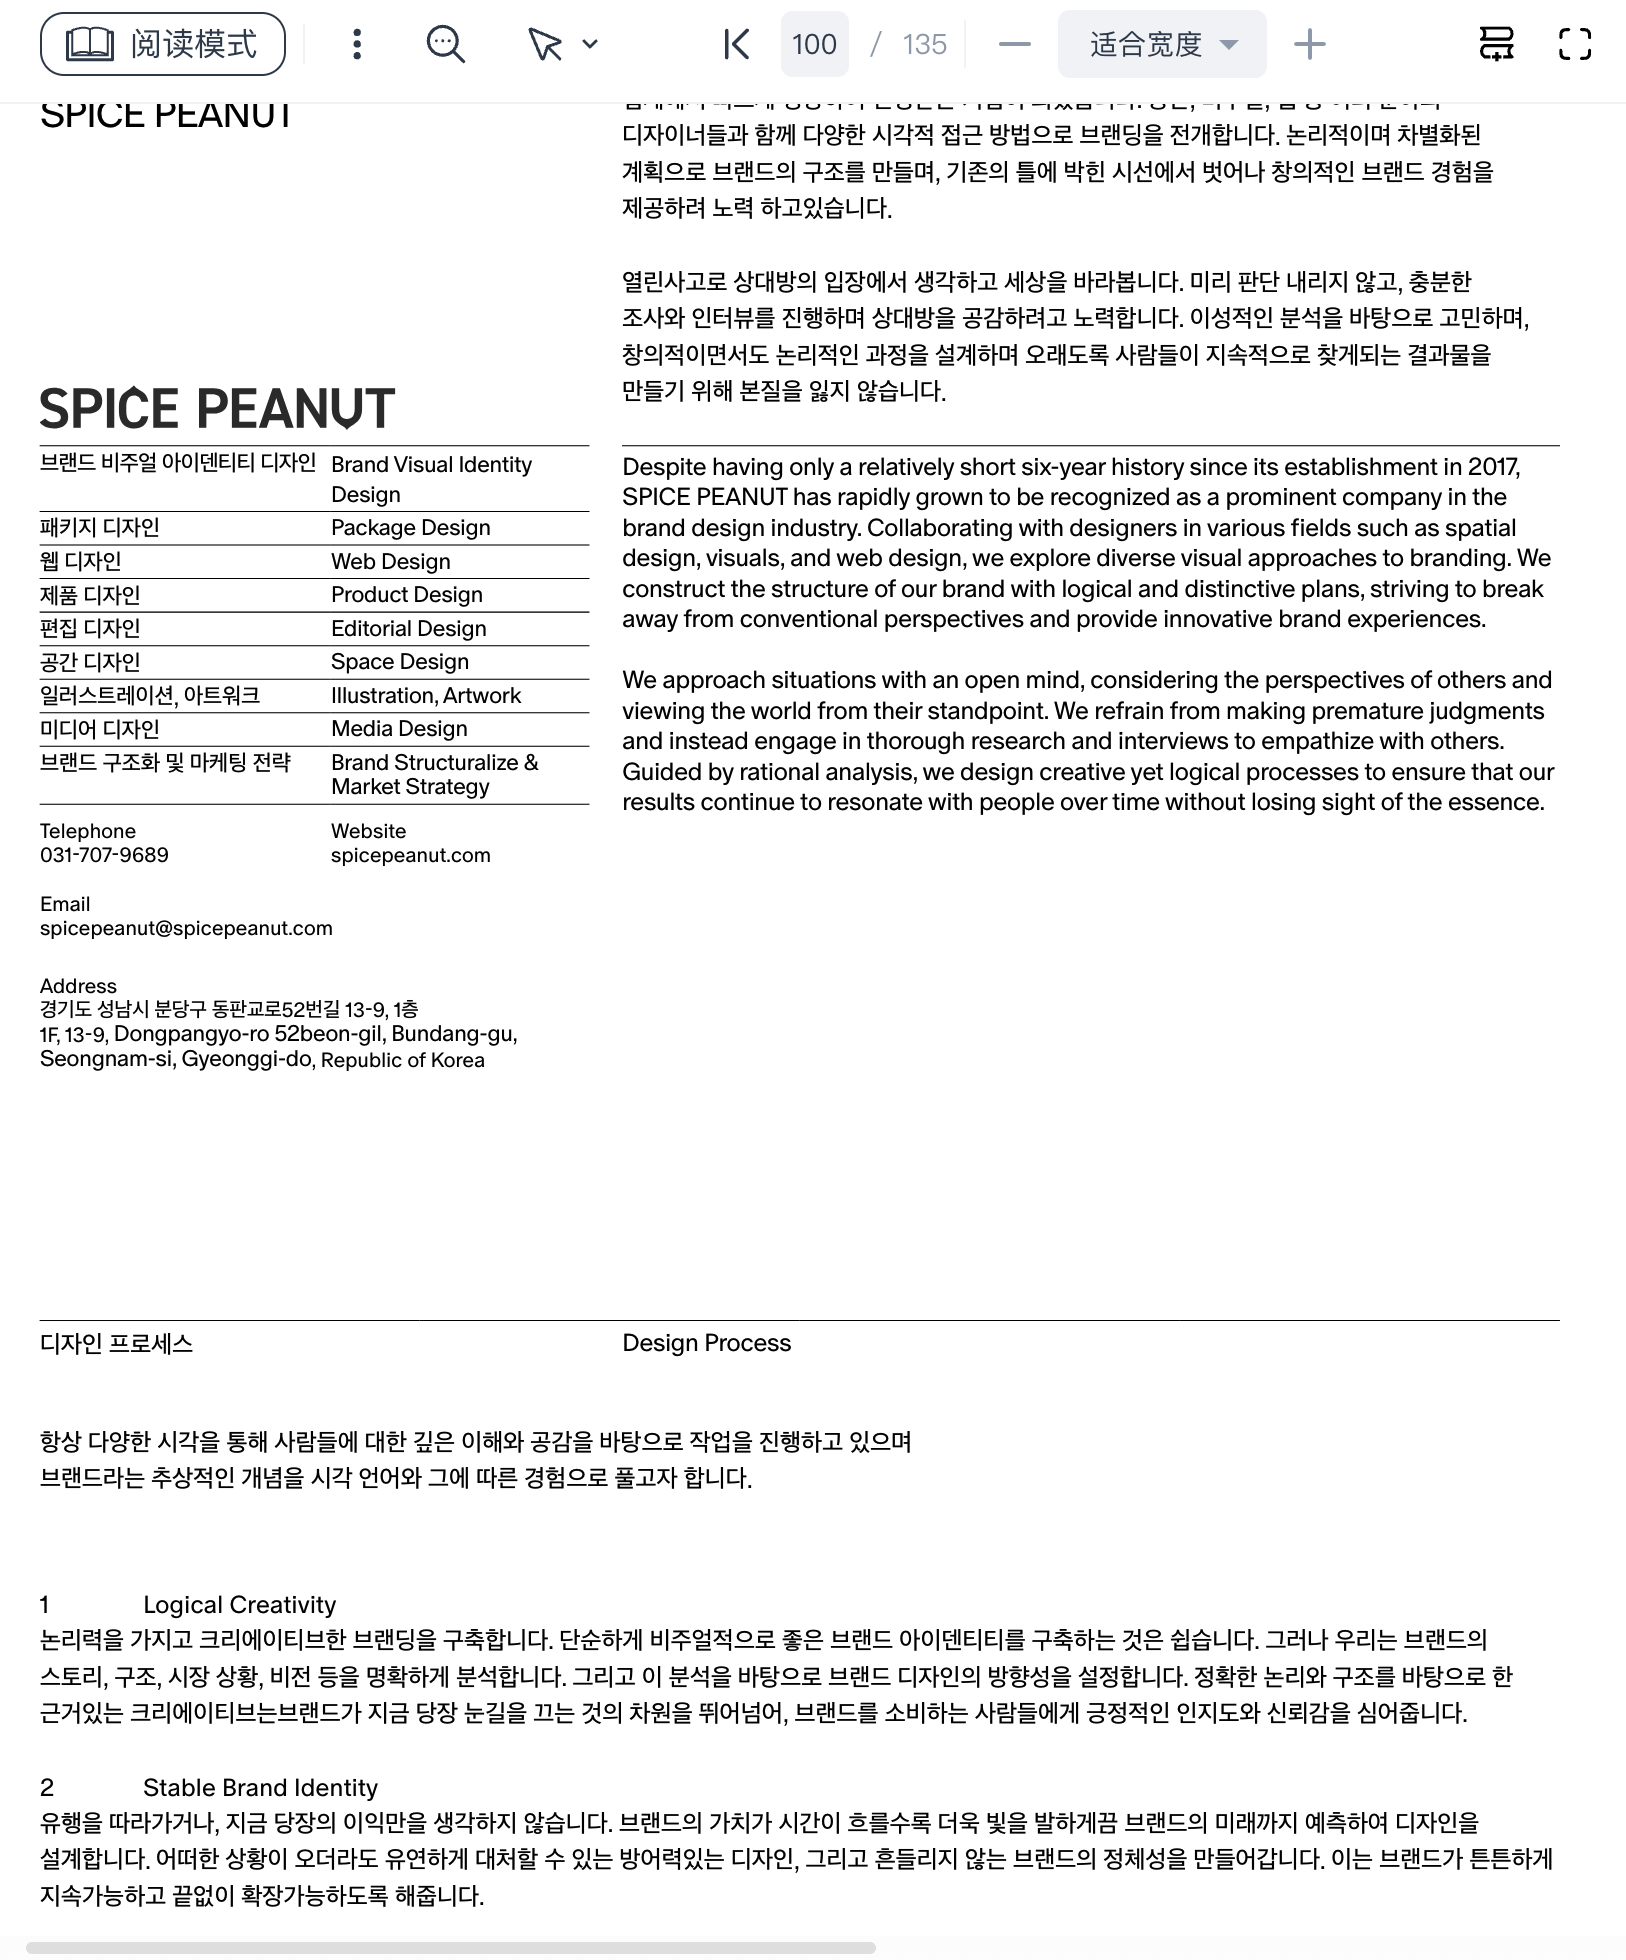 阅读模式
100 / 135
适合宽度
SPICE PEANUT
디자이너들과 함께 다양한 시각적 접근 방법으로 브랜딩을 전개합니다. 논리적이며 차별화된
계획으로 브랜드의 구조를 만들며, 기존의 틀에 박힌 시선에서 벗어나 창의적인 브랜드 경험을
제공하려 노력 하고있습니다.
열린사고로 상대방의 입장에서 생각하고 세상을 바라봅니다. 미리 판단 내리지 않고, 충분한
조사와 인터뷰를 진행하며 상대방을 공감하려고 노력합니다. 이성적인 분석을 바탕으로 고민하며,
창의적이면서도 논리적인 과정을 설계하며 오래도록 사람들이 지속적으로 찾게되는 결과물을
만들기 위해 본질을 잃지 않습니다.
SPICE PEANUT
브랜드 비주얼 아이덴티티 디자인 Brand Visual Identity
Design
패키지 디자인 Package Design
웹 디자인 Web Design
제품 디자인 Product Design
편집 디자인 Editorial Design
공간 디자인 Space Design
일러스트레이션, 아트워크 Illustration, Artwork
미디어 디자인 Media Design
브랜드 구조화 및 마케팅 전략 Brand Structuralize &
Market Strategy
Telephone Website
031-707-9689 spicepeanut.com
Email
spicepeanut@spicepeanut.com
Address
경기도 성남시 분당구 동판교로52번길 13-9, 1층
1F, 13-9, Dongpangyo-ro 52beon-gil, Bundang-gu,
Seongnam-si, Gyeonggi-do, Republic of Korea
Despite having only a relatively short six-year history since its establishment in 2017,
SPICE PEANUT has rapidly grown to be recognized as a prominent company in the
brand design industry. Collaborating with designers in various fields such as spatial
design, visuals, and web design, we explore diverse visual approaches to branding. We
construct the structure of our brand with logical and distinctive plans, striving to break
away from conventional perspectives and provide innovative brand experiences.
We approach situations with an open mind, considering the perspectives of others and
viewing the world from their standpoint. We refrain from making premature judgments
and instead engage in thorough research and interviews to empathize with others.
Guided by rational analysis, we design creative yet logical processes to ensure that our
results continue to resonate with people over time without losing sight of the essence.
디자인 프로세스 Design Process
항상 다양한 시각을 통해 사람들에 대한 깊은 이해와 공감을 바탕으로 작업을 진행하고 있으며
브랜드라는 추상적인 개념을 시각 언어와 그에 따른 경험으로 풀고자 합니다.
1 Logical Creativity
논리력을 가지고 크리에이티브한 브랜딩을 구축합니다. 단순하게 비주얼적으로 좋은 브랜드 아이덴티티를 구축하는 것은 쉽습니다. 그러나 우리는 브랜드의
스토리, 구조, 시장 상황, 비전 등을 명확하게 분석합니다. 그리고 이 분석을 바탕으로 브랜드 디자인의 방향성을 설정합니다. 정확한 논리와 구조를 바탕으로 한
근거있는 크리에이티브는브랜드가 지금 당장 눈길을 끄는 것의 차원을 뛰어넘어, 브랜드를 소비하는 사람들에게 긍정적인 인지도와 신뢰감을 심어줍니다.
2 Stable Brand Identity
유행을 따라가거나, 지금 당장의 이익만을 생각하지 않습니다. 브랜드의 가치가 시간이 흐를수록 더욱 빛을 발하게끔 브랜드의 미래까지 예측하여 디자인을
설계합니다. 어떠한 상황이 오더라도 유연하게 대처할 수 있는 방어력있는 디자인, 그리고 흔들리지 않는 브랜드의 정체성을 만들어갑니다. 이는 브랜드가 튼튼하게
지속가능하고 끝없이 확장가능하도록 해줍니다.